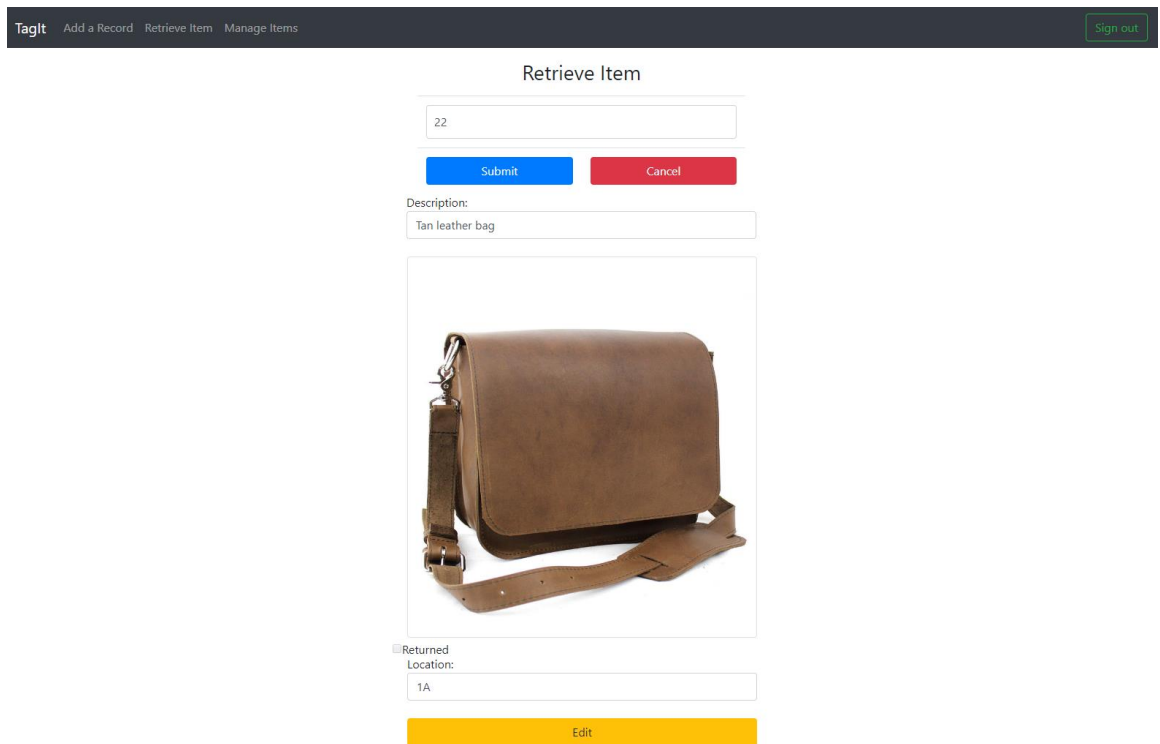 TagIt Add a Record Retrieve Item Manage Items Sign out
Retrieve Item
22
Submit Cancel
Description:
Tan leather bag
Returned
Location:
1A
Edit